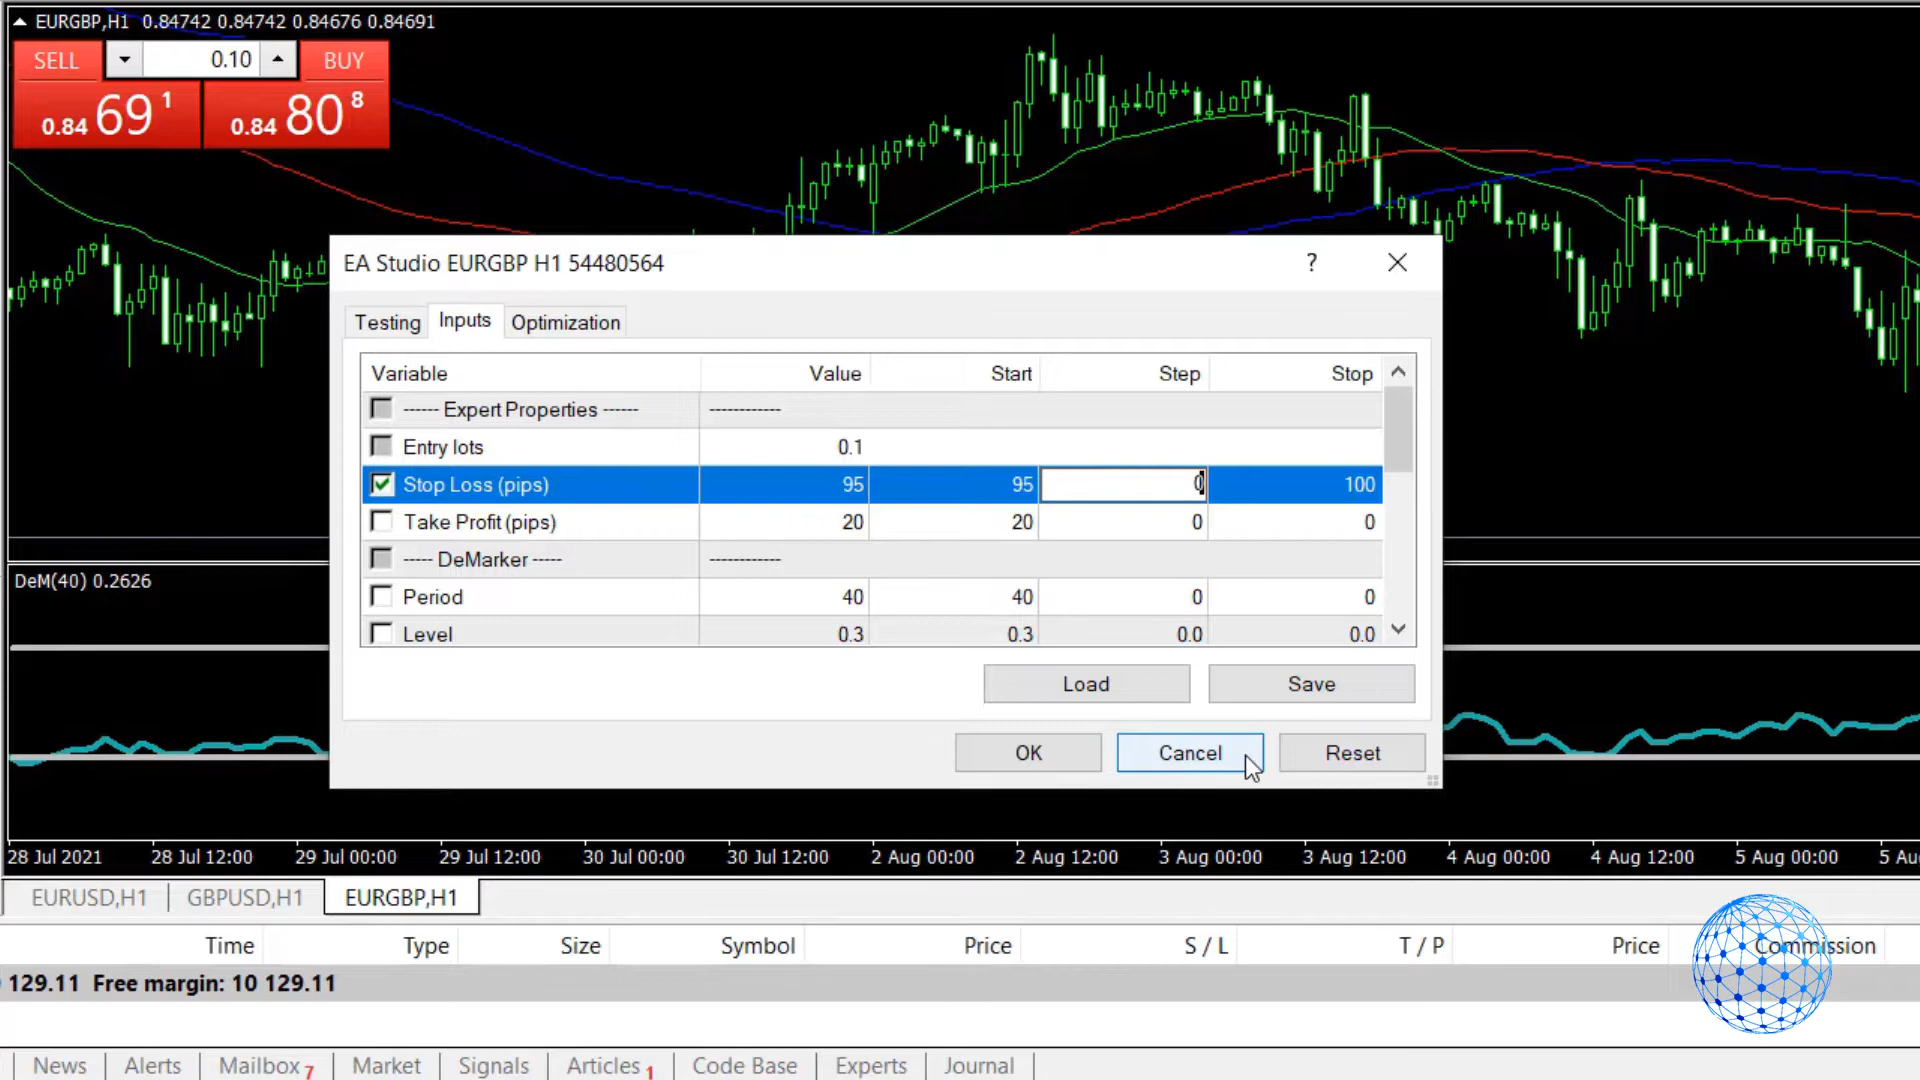 EURGBP,H1 0.84742 0.84742 0.84676 0.84691
SELL 0.10 BUY
0.84 69 1 0.84 80 8
EA Studio EURGBP H1 54480564 ?
Testing Inputs Optimization
Variable Value Start Step Stop
------ Expert Properties ------ ------------
Entry lots 0.1
Stop Loss (pips) 95 95 0 100
Take Profit (pips) 20 20 0 0
----- DeMarker ----- ------------
Period 40 40 0 0
Level 0.3 0.3 0.0 0.0
Load Save
OK Cancel Reset
DeM(40) 0.2626
28 Jul 2021 28 Jul 12:00 29 Jul 00:00 29 Jul 12:00 30 Jul 00:00 30 Jul 12:00 2 Aug 00:00 2 Aug 12:00 3 Aug 00:00 3 Aug 12:00 4 Aug 00:00 4 Aug 12:00 5 Aug 00:00 5 Au
EURUSD,H1 GBPUSD,H1 EURGBP,H1
Time Type Size Symbol Price S / L T / P Price Commission
129.11 Free margin: 10 129.11
News Alerts Mailbox 7 Market Signals Articles 1 Code Base Experts Journal